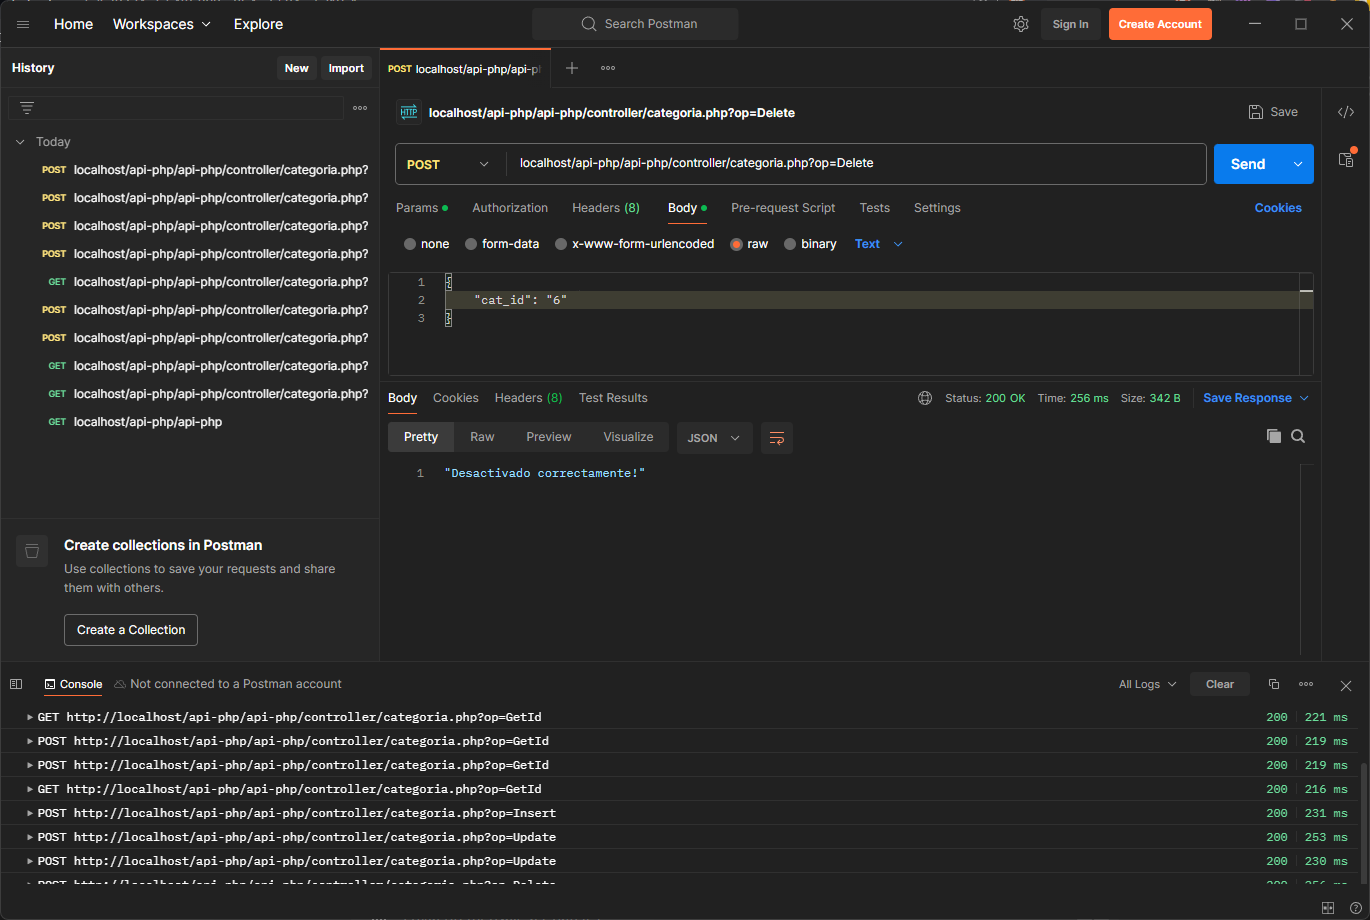 Home Workspaces Explore Search Postman Sign In Create Account
History New Import
POST localhost/api-php/api-p
localhost/api-php/api-php/controller/categoria.php?op=Delete Save
Today
POST localhost/api-php/api-php/controller/categoria.php?
POST localhost/api-php/api-php/controller/categoria.php?
POST localhost/api-php/api-php/controller/categoria.php?
POST localhost/api-php/api-php/controller/categoria.php?
GET localhost/api-php/api-php/controller/categoria.php?
POST localhost/api-php/api-php/controller/categoria.php?
POST localhost/api-php/api-php/controller/categoria.php?
GET localhost/api-php/api-php/controller/categoria.php?
GET localhost/api-php/api-php/controller/categoria.php?
GET localhost/api-php/api-php
Create collections in Postman
Use collections to save your requests and share
them with others.
Create a Collection
HTTP
POST localhost/api-php/api-php/controller/categoria.php?op=Delete Send
Params Authorization Headers (8) Body Pre-request Script Tests Settings Cookies
none form-data x-www-form-urlencoded raw binary Text
1 {
2 "cat_id": "6"
3 }
Body Cookies Headers (8) Test Results Status: 200 OK Time: 256 ms Size: 342 B Save Response
Pretty Raw Preview Visualize JSON
1 "Desactivado correctamente!"
Console Not connected to a Postman account All Logs Clear
GET http://localhost/api-php/api-php/controller/categoria.php?op=GetId 200 221 ms
POST http://localhost/api-php/api-php/controller/categoria.php?op=GetId 200 219 ms
POST http://localhost/api-php/api-php/controller/categoria.php?op=GetId 200 219 ms
GET http://localhost/api-php/api-php/controller/categoria.php?op=GetId 200 216 ms
POST http://localhost/api-php/api-php/controller/categoria.php?op=Insert 200 231 ms
POST http://localhost/api-php/api-php/controller/categoria.php?op=Update 200 253 ms
POST http://localhost/api-php/api-php/controller/categoria.php?op=Update 200 230 ms
POST http://localhost/api-php/api-php/controller/categoria.php?op=Delete 200 256 ms